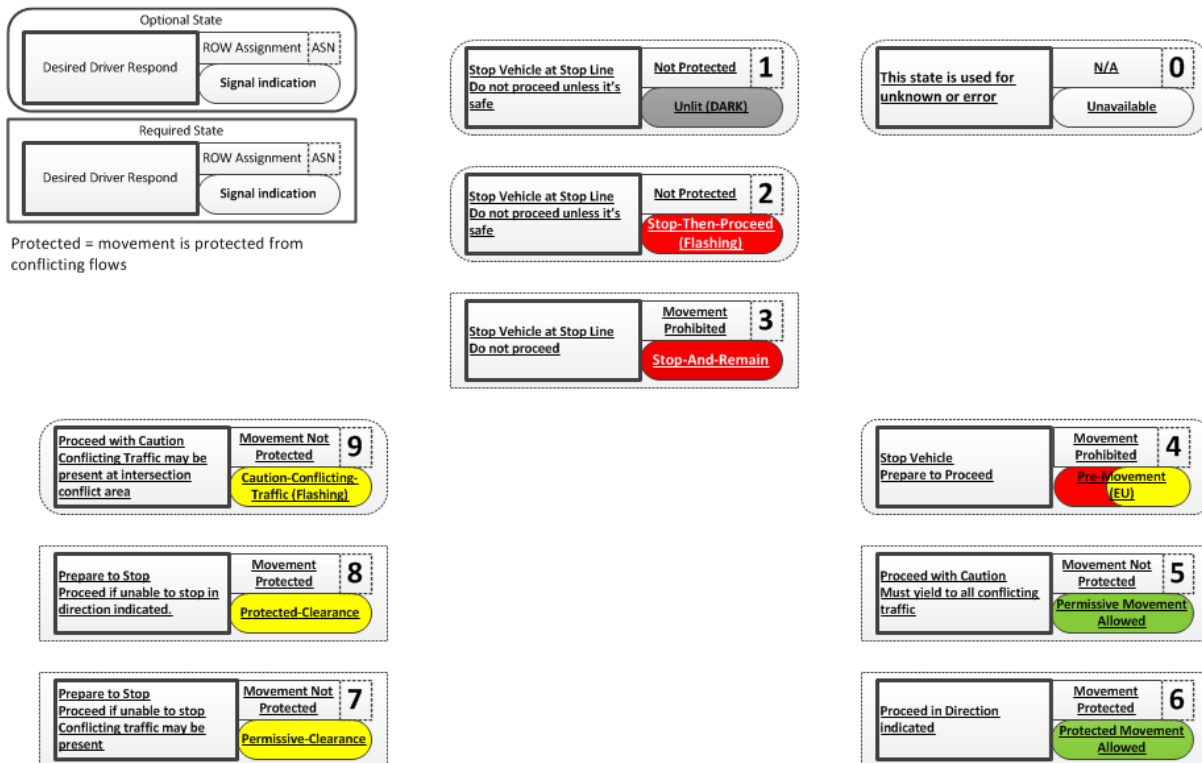 Optional State
Desired Driver Respond
ROW Assignment
ASN
Signal indication
Required State
Desired Driver Respond
ROW Assignment
ASN
Signal indication
Protected = movement is protected from
conflicting flows
Stop Vehicle at Stop Line
Do not proceed unless it's
safe
Not Protected
1
Unlit (DARK)
This state is used for
unknown or error
N/A
0
Unavailable
Stop Vehicle at Stop Line
Do not proceed unless it's
safe
Not Protected
2
Stop-Then-Proceed
(Flashing)
Stop Vehicle at Stop Line
Do not proceed
Movement
Prohibited
3
Stop-And-Remain
Proceed with Caution
Conflicting Traffic may be
present at intersection
conflict area
Movement Not
Protected
9
Caution-Conflicting-
Traffic (Flashing)
Stop Vehicle
Prepare to Proceed
Movement
Prohibited
4
Pre-Movement
(EU)
Prepare to Stop
Proceed if unable to stop in
direction indicated.
Movement
Protected
8
Protected-Clearance
Proceed with Caution
Must yield to all conflicting
traffic
Movement Not
Protected
5
Permissive Movement
Allowed
Prepare to Stop
Proceed if unable to stop
Conflicting traffic may be
present
Movement Not
Protected
7
Permissive-Clearance
Proceed in Direction
indicated
Movement
Protected
6
Protected Movement
Allowed